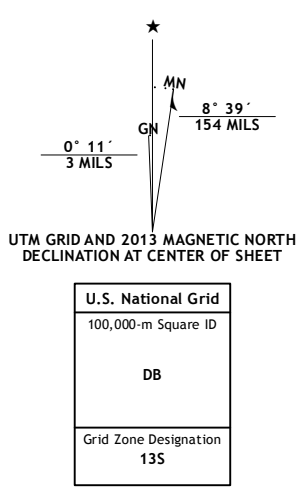 ★
MN
8° 39´
154 MILS
GN
0° 11´
3 MILS
UTM GRID AND 2013 MAGNETIC NORTH
DECLINATION AT CENTER OF SHEET
U.S. National Grid
100,000-m Square ID
DB
Grid Zone Designation
13S